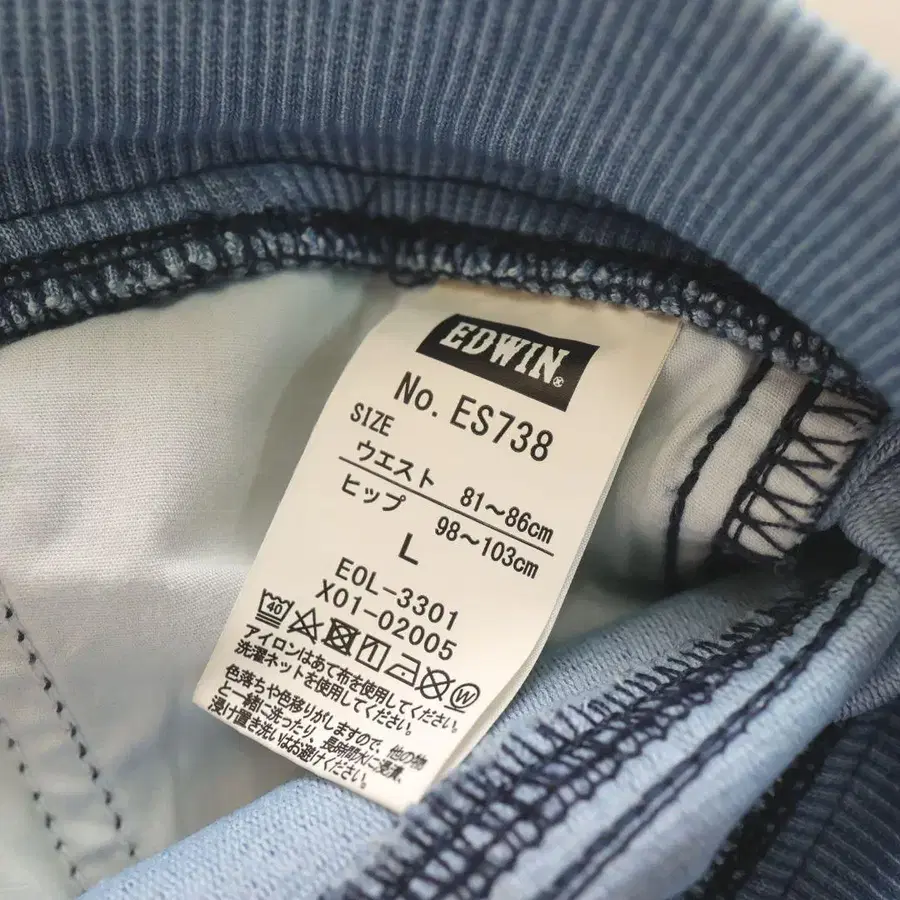 EDWIN®
No. ES738
SIZE
ウエスト 81～86cm
ヒップ 98～103cm
L
E0L-3301
X01-02005
40 W
アイロンはあて布を使用してください。
洗濯ネットを使用してください。
色落ちや色移りがしますので、他の物
と一緒に洗ったり、長時間水に浸漬、
浸け置き洗いはお避けください。